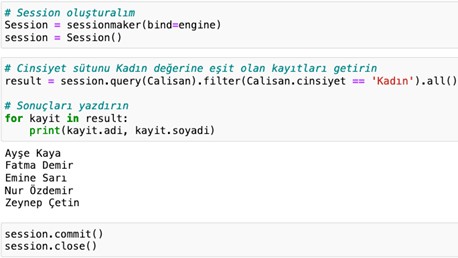 # Session oluşturalım
Session = sessionmaker(bind=engine)
session = Session()
# Cinsiyet sütunu Kadın değerine eşit olan kayıtları getirin
result = session.query(Calisan).filter(Calisan.cinsiyet == 'Kadın').all()
# Sonuçları yazdırın
for kayit in result:
    print(kayit.adi, kayit.soyadi)
Ayşe Kaya
Fatma Demir
Emine Sarı
Nur Özdemir
Zeynep Çetin
session.commit()
session.close()